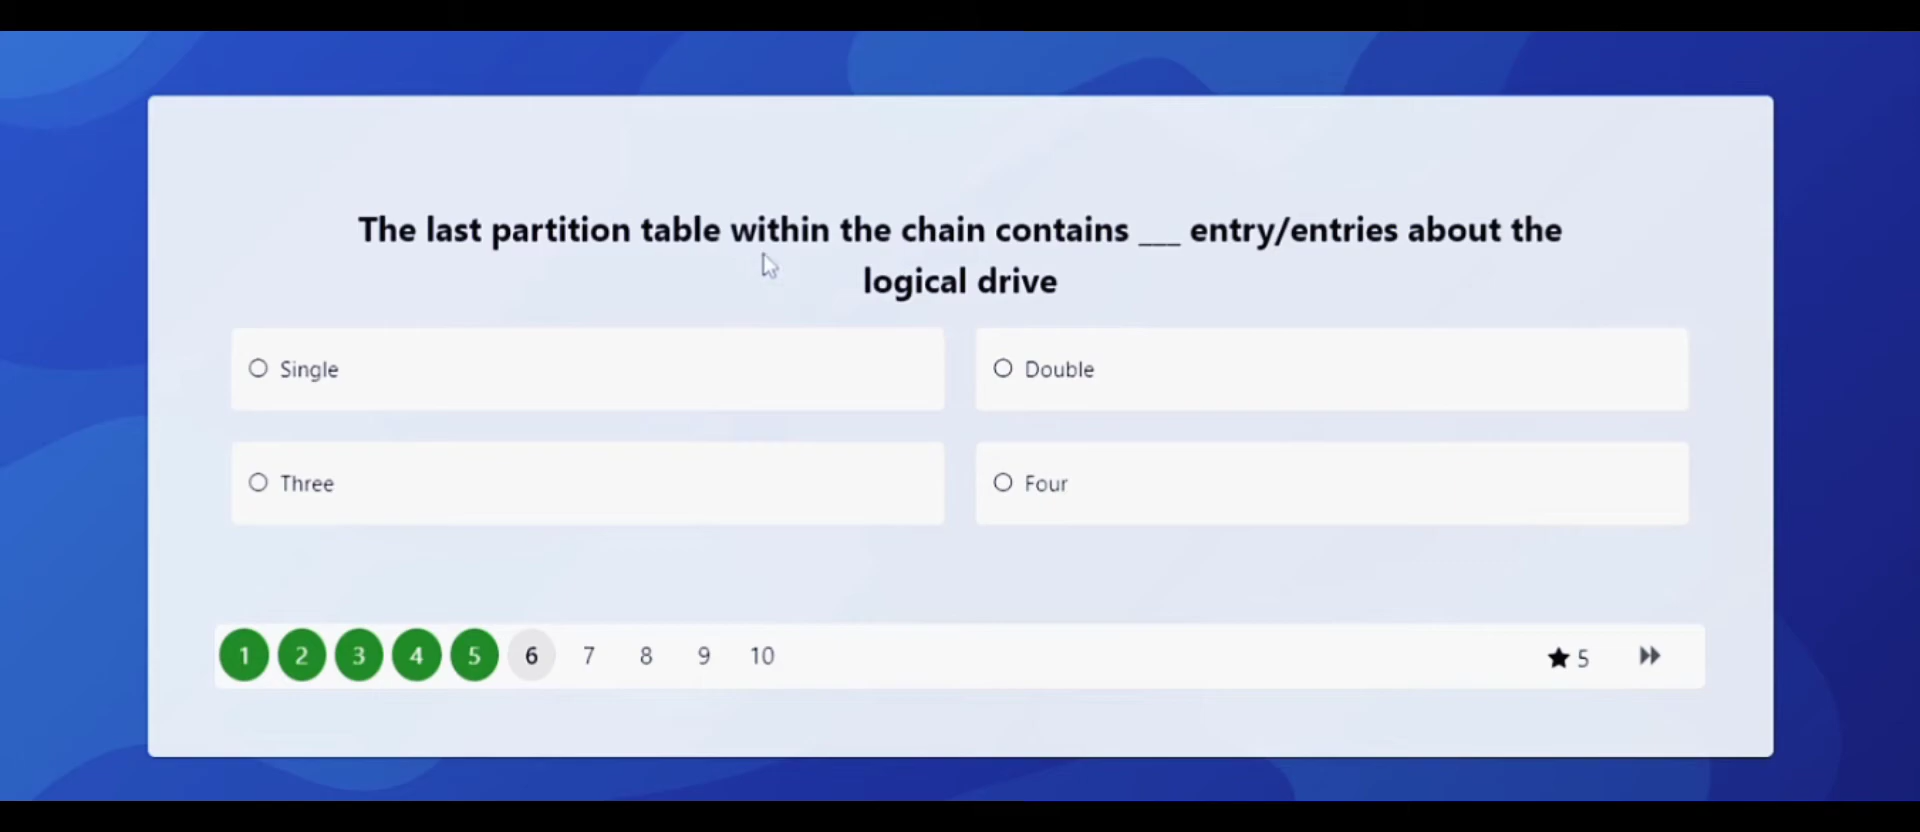 The last partition table within the chain contains ___ entry/entries about the
logical drive
Single
Double
Three
Four
1 2 3 4 5 6 7 8 9 10
5